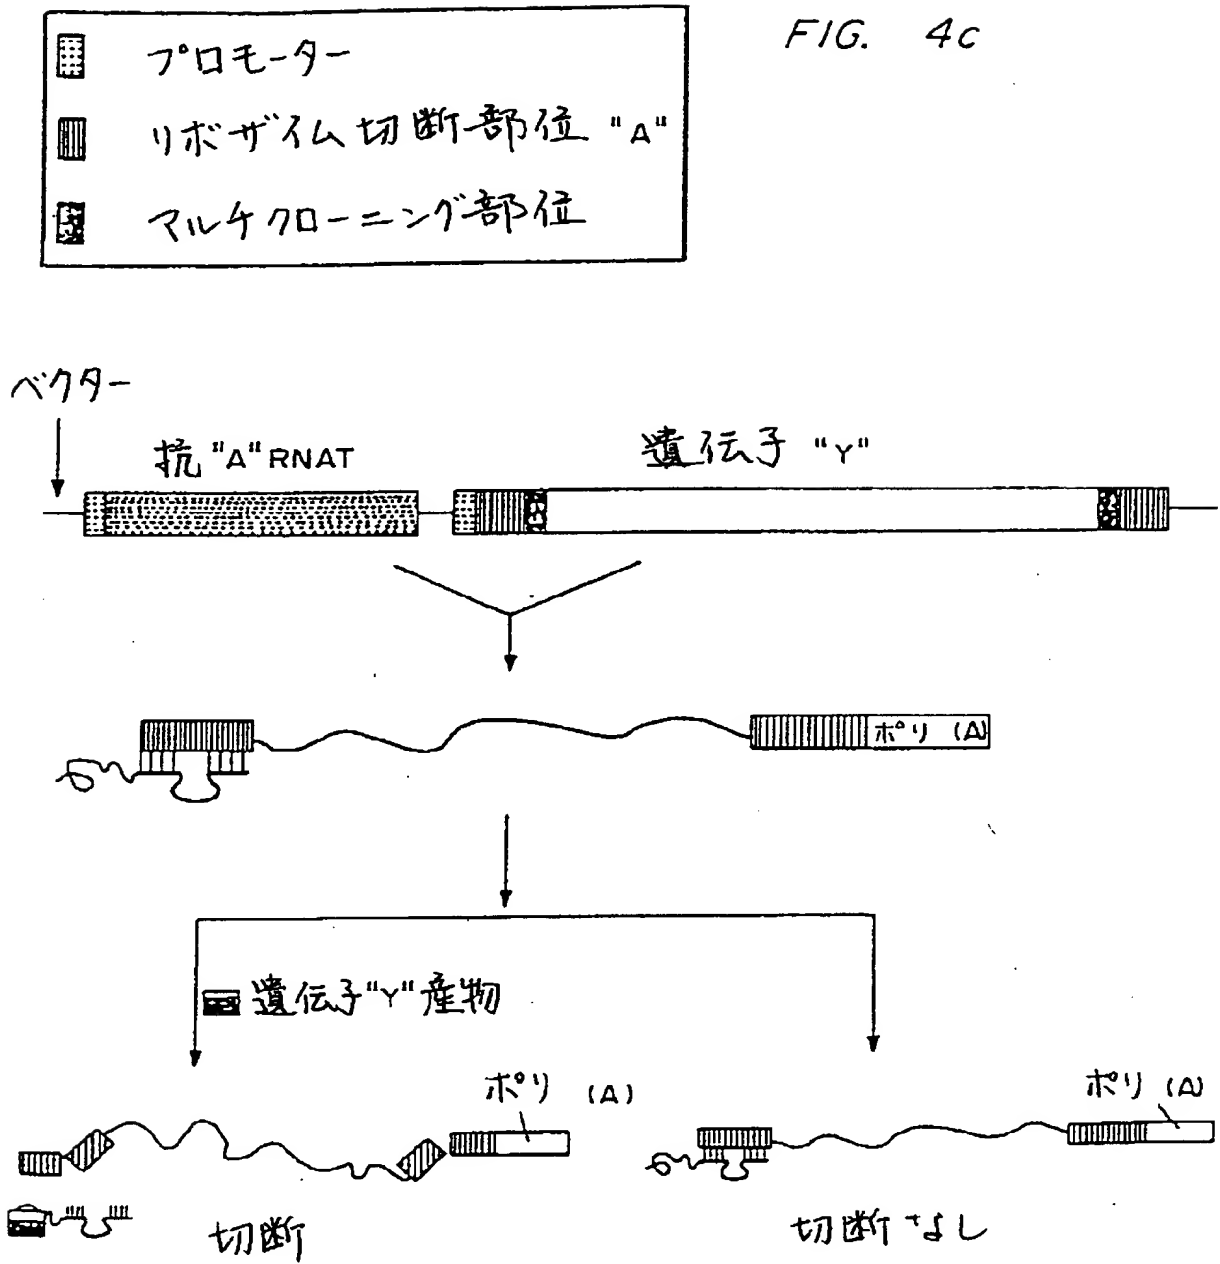 FIG. 4c
プロモーター
リボザイム切断部位 "A"
マルチクローニング部位
ベクター
抗 "A" RNAT
遺伝子 "Y"
ポリ (A)
遺伝子 "Y" 産物
ポリ (A)
ポリ (A)
切断
切断なし